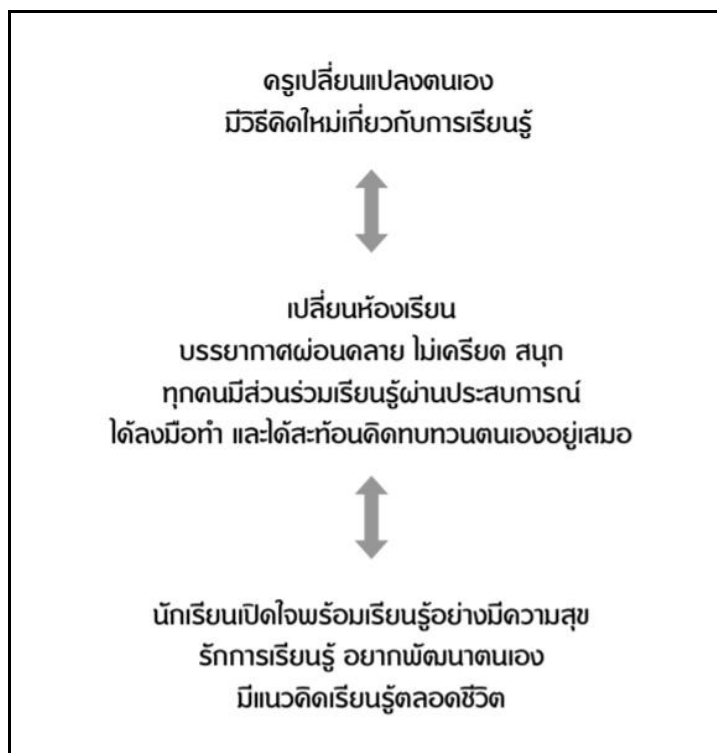 ครูเปลี่ยนแปลงตนเอง
มีวิธีคิดใหม่เกี่ยวกับการเรียนรู้
เปลี่ยนห้องเรียน
บรรยากาศผ่อนคลาย ไม่เครียด สนุก
ทุกคนมีส่วนร่วมเรียนรู้ผ่านประสบการณ์
ได้ลงมือทำ และได้สะท้อนคิดทบทวนตนเองอยู่เสมอ
นักเรียนเปิดใจพร้อมเรียนรู้อย่างมีความสุข
รักการเรียนรู้ อยากพัฒนาตนเอง
มีแนวคิดเรียนรู้ตลอดชีวิต